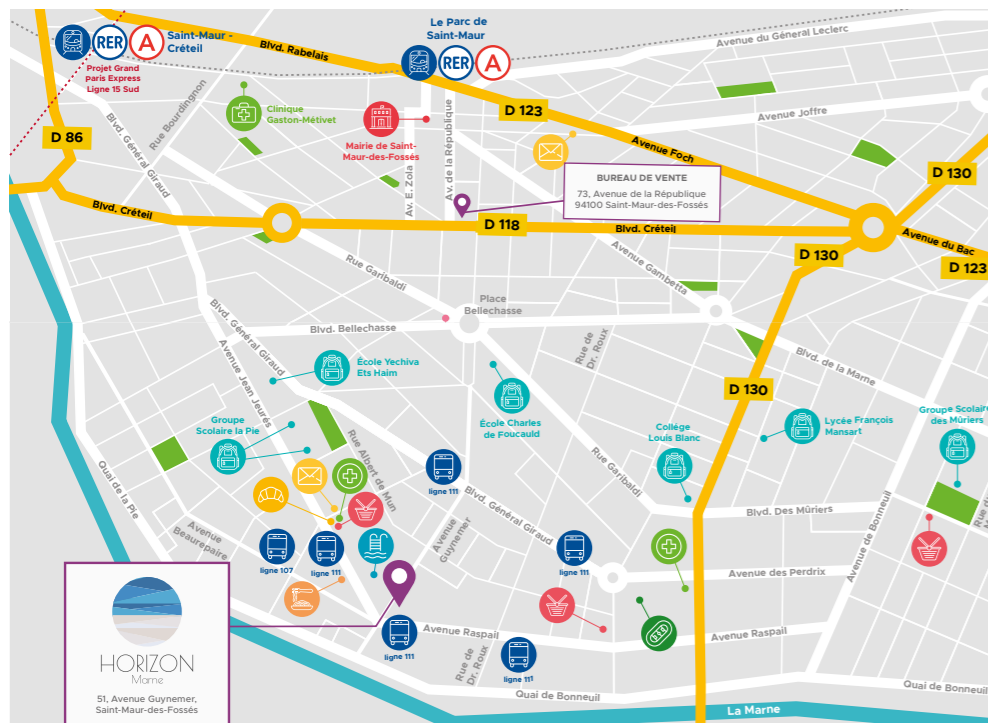 RER
A
Saint-Maur -
Créteil
Projet Grand
paris Express
Ligne 15 Sud
Blvd. Rabelais
Le Parc de
Saint-Maur
RER
A
Avenue du Géneral Leclerc
Rue Bourdingnon
Clinique
Gaston-Métivet
Mairie de Saint-
Maur-des-Fossés
Av. E. Zola
Av. de la République
D 123
Avenue Joffre
Avenue Foch
D 86
Blvd. Général Giraud
D 130
BUREAU DE VENTE
73, Avenue de la République
94100 Saint-Maur-des-Fossés
Blvd. Créteil
D 118
Blvd. Créteil
Avenue du Bac
D 130
D 123
Rue Garibaldi
Avenue Gambetta
Place
Bellechasse
Blvd. Bellechasse
Blvd. Général Giraud
Avenue Jean Jeurés
Rue de
Dr. Roux
Blvd. de la Marne
École Yechiva
Ets Haim
D 130
École Charles
de Foucauld
Groupe
Scolaire la Pie
Collége
Louis Blanc
Lycée François
Mansart
Groupe Scolaire
des Mûriers
Rue Albert de Mun
Quai de la Pie
ligne 111
Rue Garibaldi
Blvd. Général Giraud
Blvd. Des Mûriers
Avenue de Bonneuil
Avenue
Beaurepaire
Avenue
Guynemer
ligne 107
ligne 111
ligne 111
Avenue des Perdrix
HORIZON
Marne
51, Avenue Guynemer,
Saint-Maur-des-Fossés
ligne 111
Avenue Raspail
Rue de
Dr. Roux
ligne 111
Avenue Raspail
Quai de Bonneuil
Quai de Bonneuil
La Marne